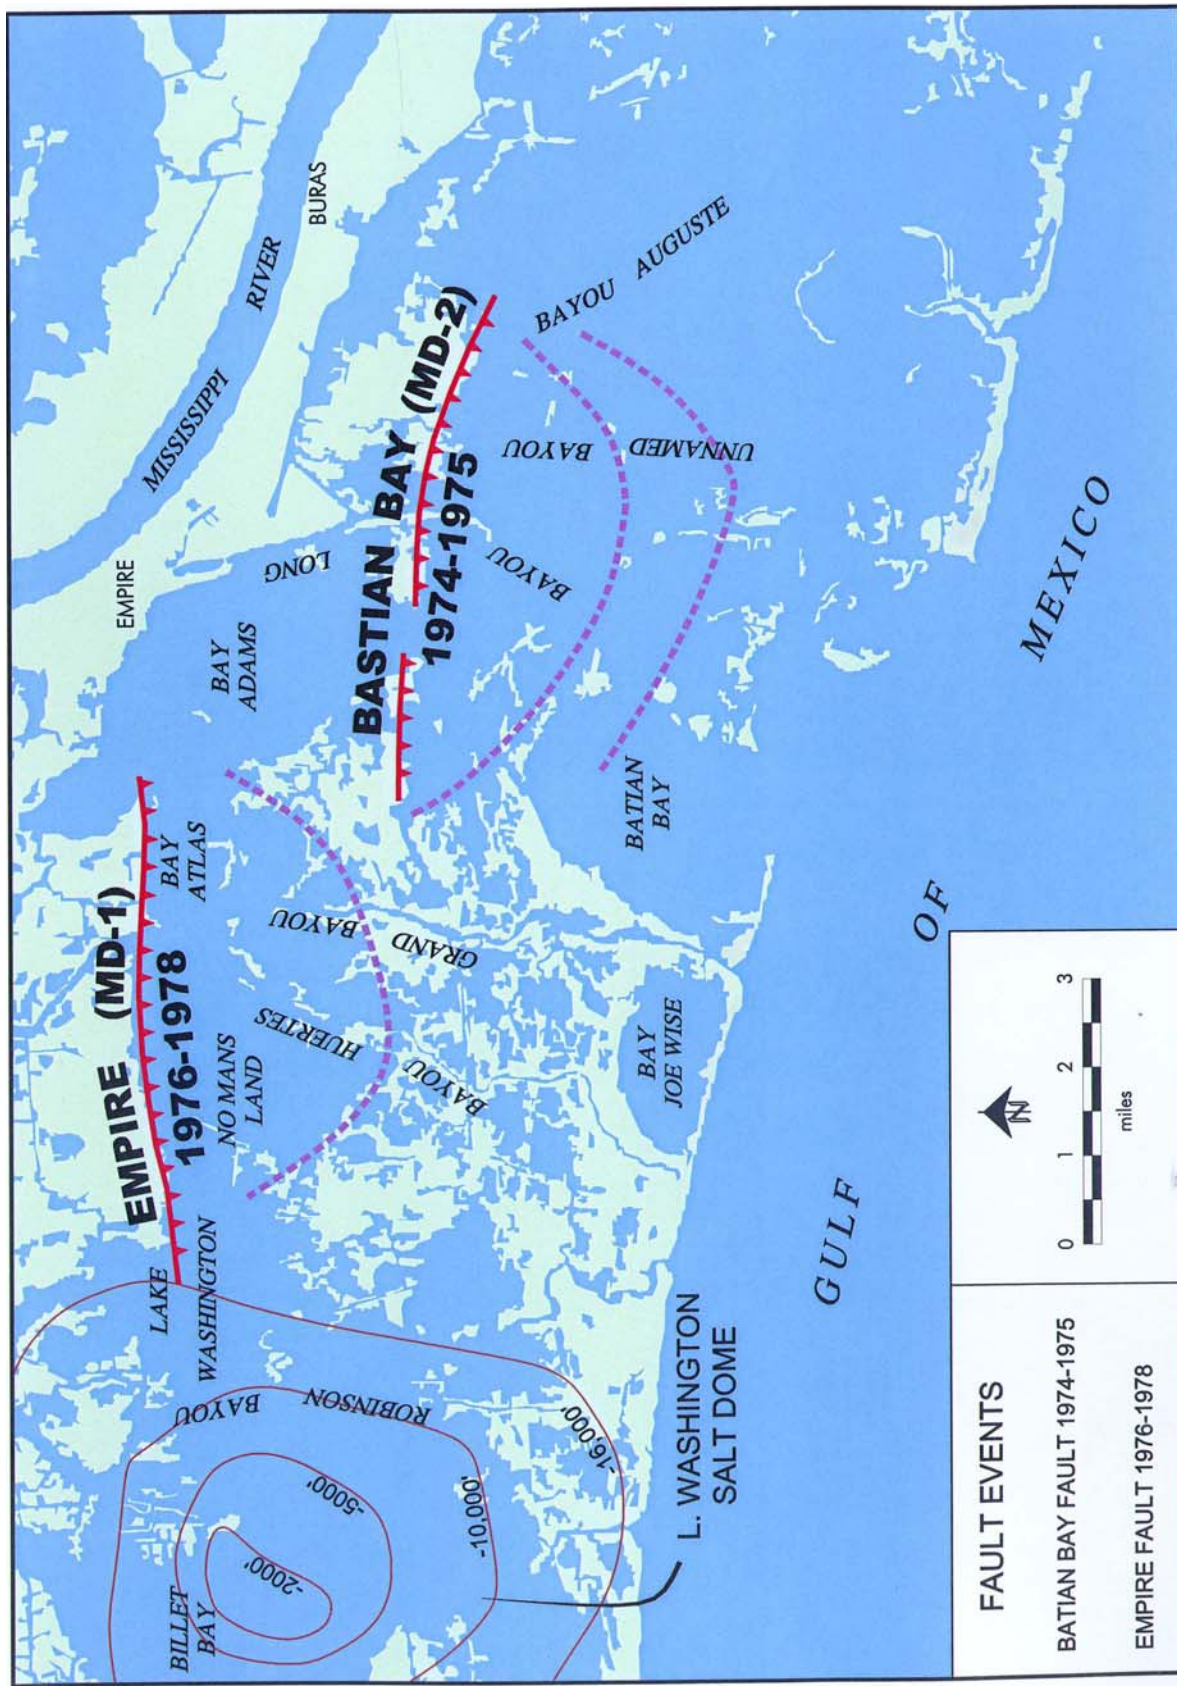 MISSISSIPPI
RIVER
BURAS
EMPIRE
EMPIRE (MD-1)
1976-1978
BAY
ATLAS
BAY
ADAMS
LONG
BAYOU
BASTIAN BAY (MD-2)
1974-1975
BAYOU AUGUSTE
UNNAMED
BAYOU
LAKE
WASHINGTON
NO MANS
LAND
HUERTES
BAYOU
GRAND
BAYOU
BATIAN
BAY
BAY
JOE WISE
BILLET
BAY
ROBINSON
BAYOU
-2000'
-5000'
-10,000'
-16,000'
L. WASHINGTON
SALT DOME
GULF
OF
MEXICO
FAULT EVENTS
BATIAN BAY FAULT 1974-1975
EMPIRE FAULT 1976-1978
N
0 1 2 3
miles